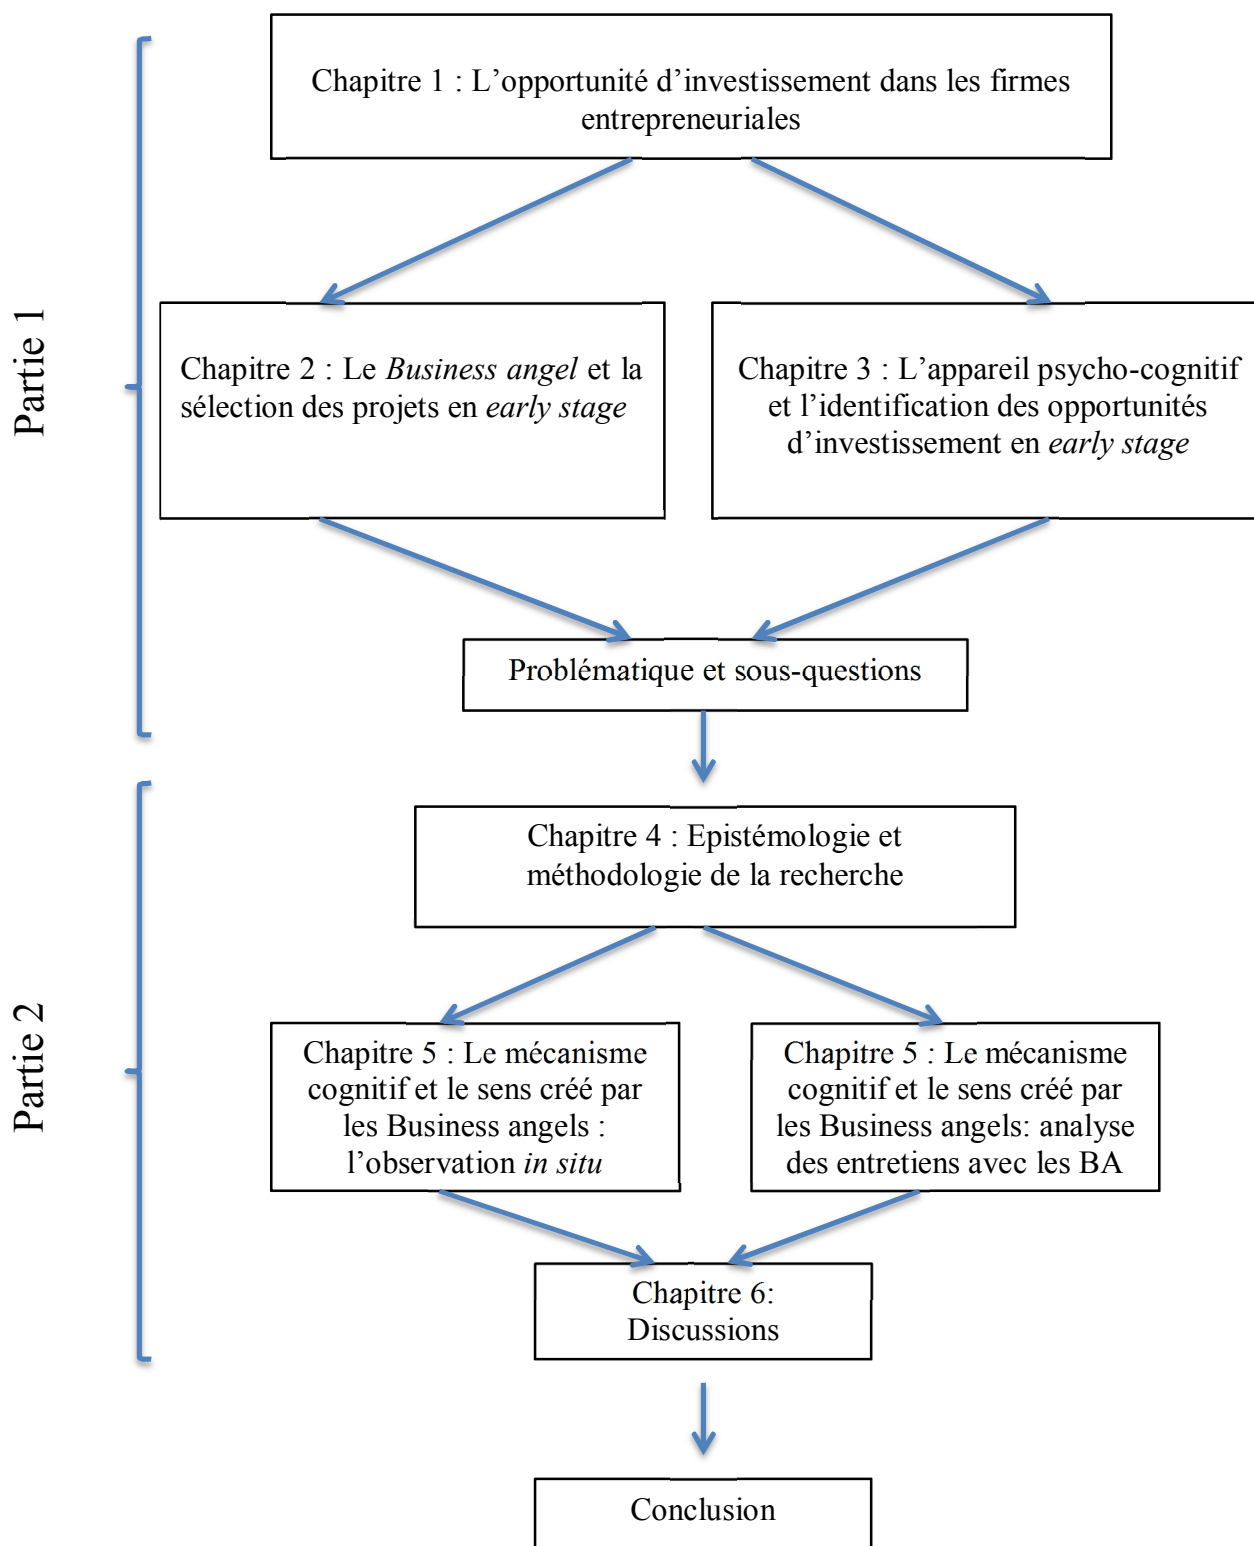 Partie 1
Chapitre 1 : L’opportunité d’investissement dans les firmes
entrepreneuriales
Chapitre 2 : Le Business angel et la
sélection des projets en early stage
Chapitre 3 : L’appareil psycho-cognitif
et l’identification des opportunités
d’investissement en early stage
Problématique et sous-questions
Partie 2
Chapitre 4 : Epistémologie et
méthodologie de la recherche
Chapitre 5 : Le mécanisme
cognitif et le sens créé par
les Business angels :
l’observation in situ
Chapitre 5 : Le mécanisme
cognitif et le sens créé par
les Business angels: analyse
des entretiens avec les BA
Chapitre 6:
Discussions
Conclusion